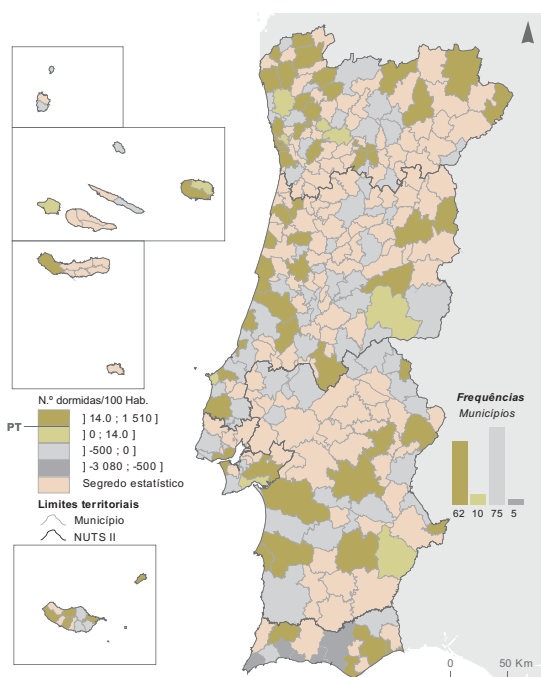 N.º dormidas/100 Hab.
PT
] 14.0 ; 1 510 ]
] 0 ; 14.0 ]
] -500 ; 0 ]
] -3 080 ; -500 ]
Segredo estatístico
Limites territoriais
Município
NUTS II
Frequências
Municípios
62 10 75 5
0 50 Km